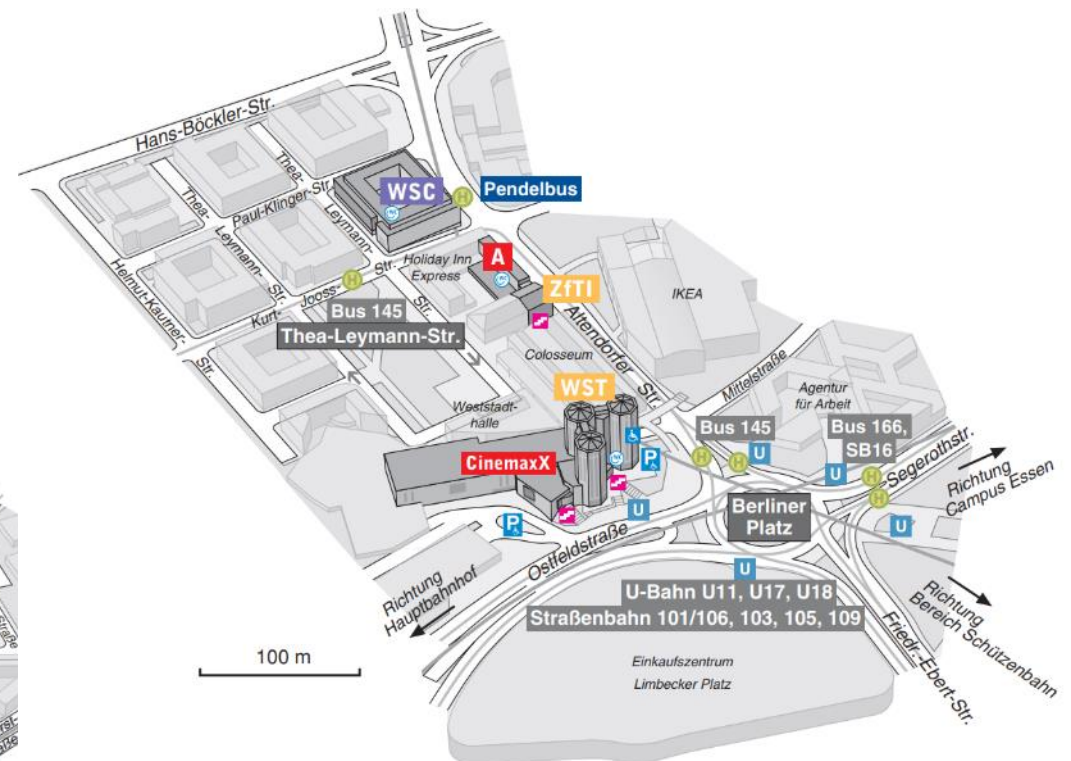 Hans-Böckler-Str.
Thea-
Leymann-
Str.
Paul-Klinger-Str.
Thea-
Leymann-
Str.
Helmut-Kautner-
Str.
Kurt-
Jooss-
Str.
WSC
H
Pendelbus
A
Holiday Inn
Express
ZfTI
IKEA
H
Bus 145
Thea-Leymann-Str.
Colosseum
Altendorfer Str.
Mittelstraße
WST
Weststadt-
halle
Agentur
für Arbeit
CinemaxX
P
Bus 145
H
H
U
Bus 166,
SB16
U
H
H
Segerothstr.
Richtung
Campus Essen
U
P
U
Berliner
Platz
Ostfeldstraße
U
U-Bahn U11, U17, U18
Straßenbahn 101/106, 103, 105, 109
Richtung
Hauptbahnhof
Richtung
Bereich Schützenbahn
Friedr.-Ebert-Str.
100 m
Einkaufszentrum
Limbecker Platz